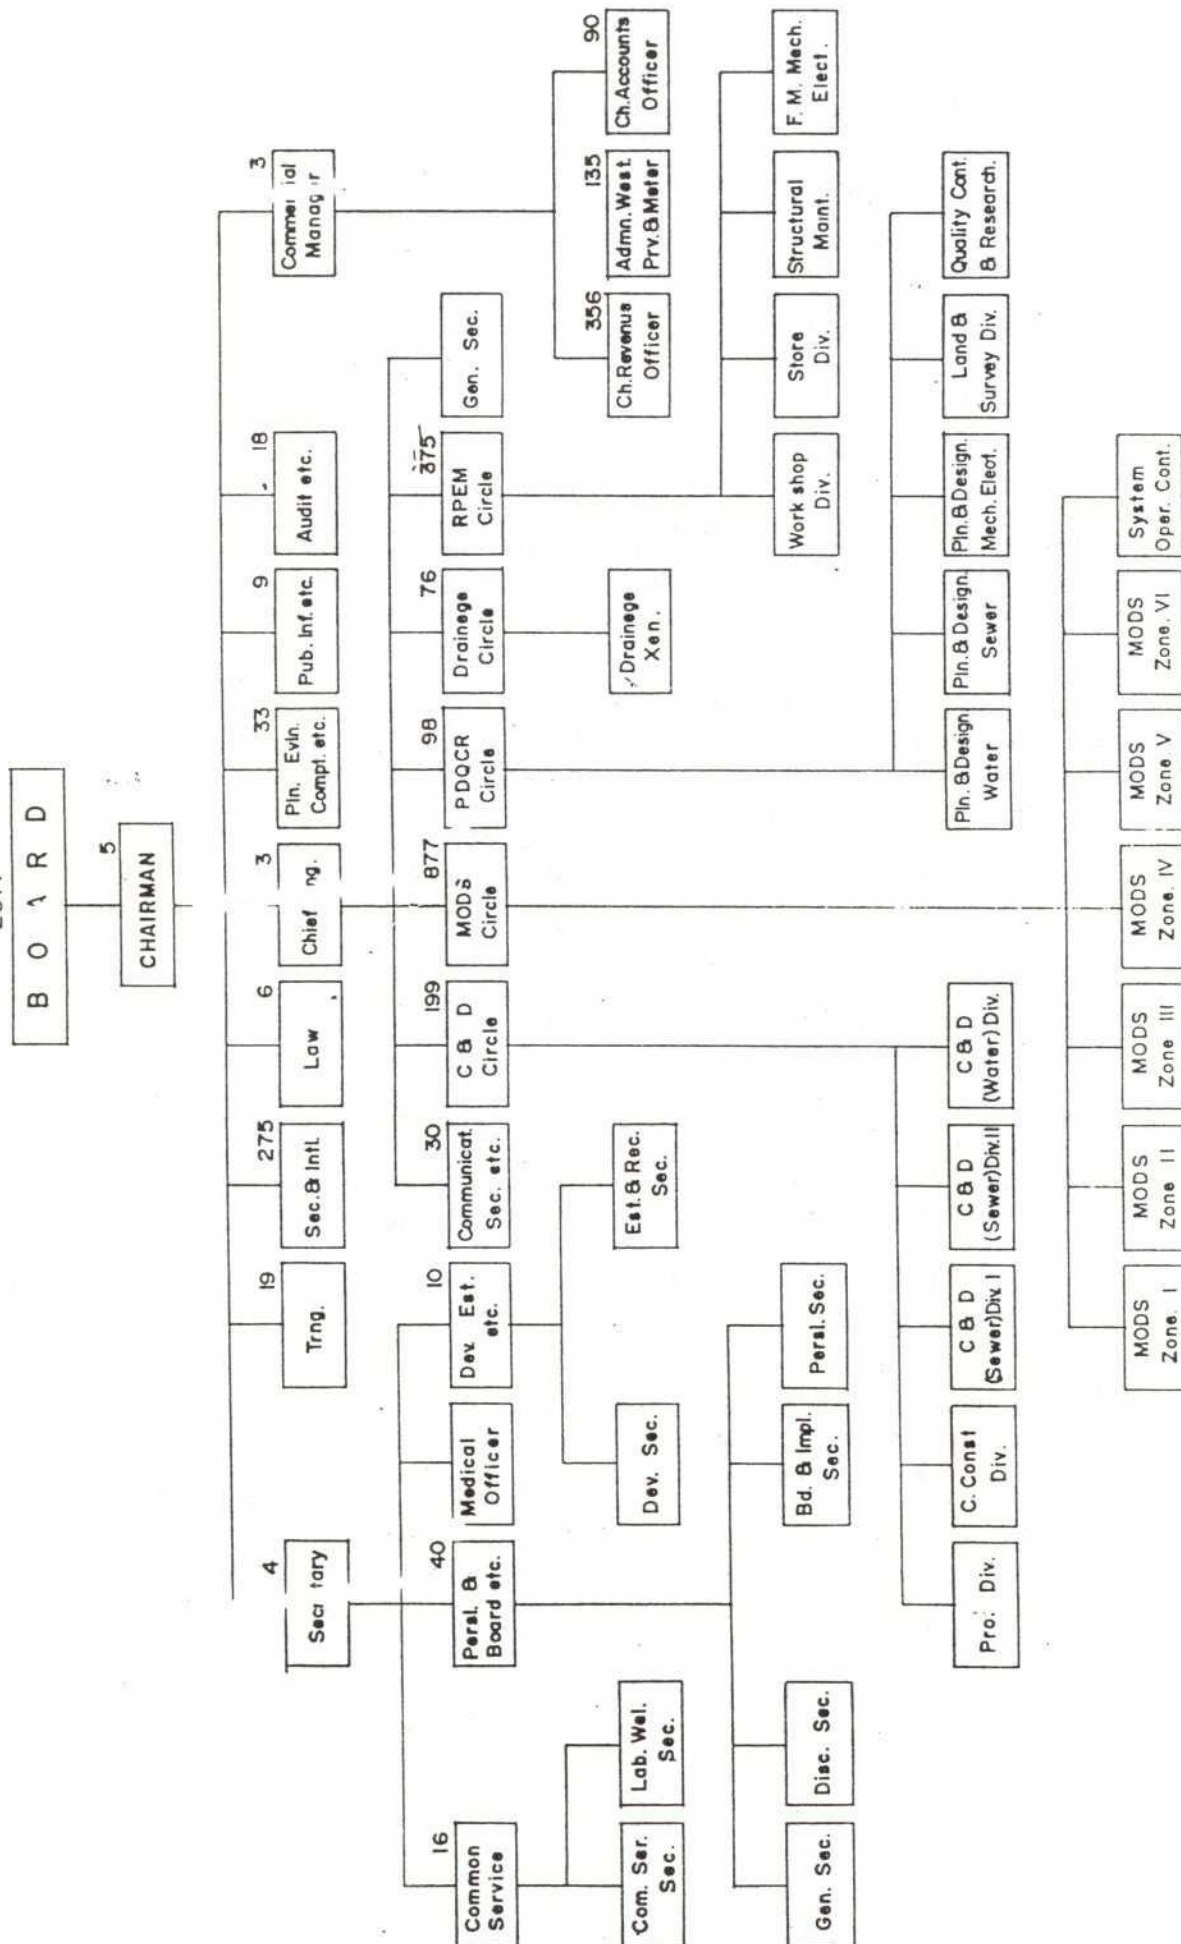 B O A R D
5
CHAIRMAN
4
Secr tary
19
Trng.
275
Sec. & Intl.
6
Law
3
Chief ng.
33
Pln. Evln.
Compt. etc.
9
Pub. Inf. etc.
18
Audit etc.
3
Commer ial
Manag r
16
Common
Service
40
Persl. &
Board etc.
Medical
Officer
10
Dev. Est.
etc.
30
Communicat.
Sec. etc.
199
C & D
Circle
877
MODS
Circle
98
PDQCR
Circle
76
Drainege
Circle
375
RPEM
Circle
Gen. Sec.
Com. Ser.
Sec.
Lab. Wel.
Sec.
Dev. Sec.
Est. & Rec.
Sec.
Drainege
Xen.
356
Ch. Revenus
Officer
135
Admn. West.
Prv. & Meter
90
Ch. Accounts
Officer
Gen. Sec.
Disc. Sec.
Bd. & Impl.
Sec.
Persl. Sec.
Work shop
Div.
Store
Div.
Structural
Maint.
F. M. Mech.
Elect.
Pro. Div.
C. Const
Div.
C & D
(Sewer) Div. I
C & D
(Sewer) Div. II
C & D
(Water) Div.
Pln. & Design.
Water
Pln. & Design.
Sewer
Pln. & Design.
Mech. Elect.
Land &
Survey Div.
Quality Cont.
& Research.
MODS
Zone. I
MODS
Zone II
MODS
Zone III
MODS
Zone. IV
MODS
Zone V
MODS
Zone. VI
System
Oper. Cont.